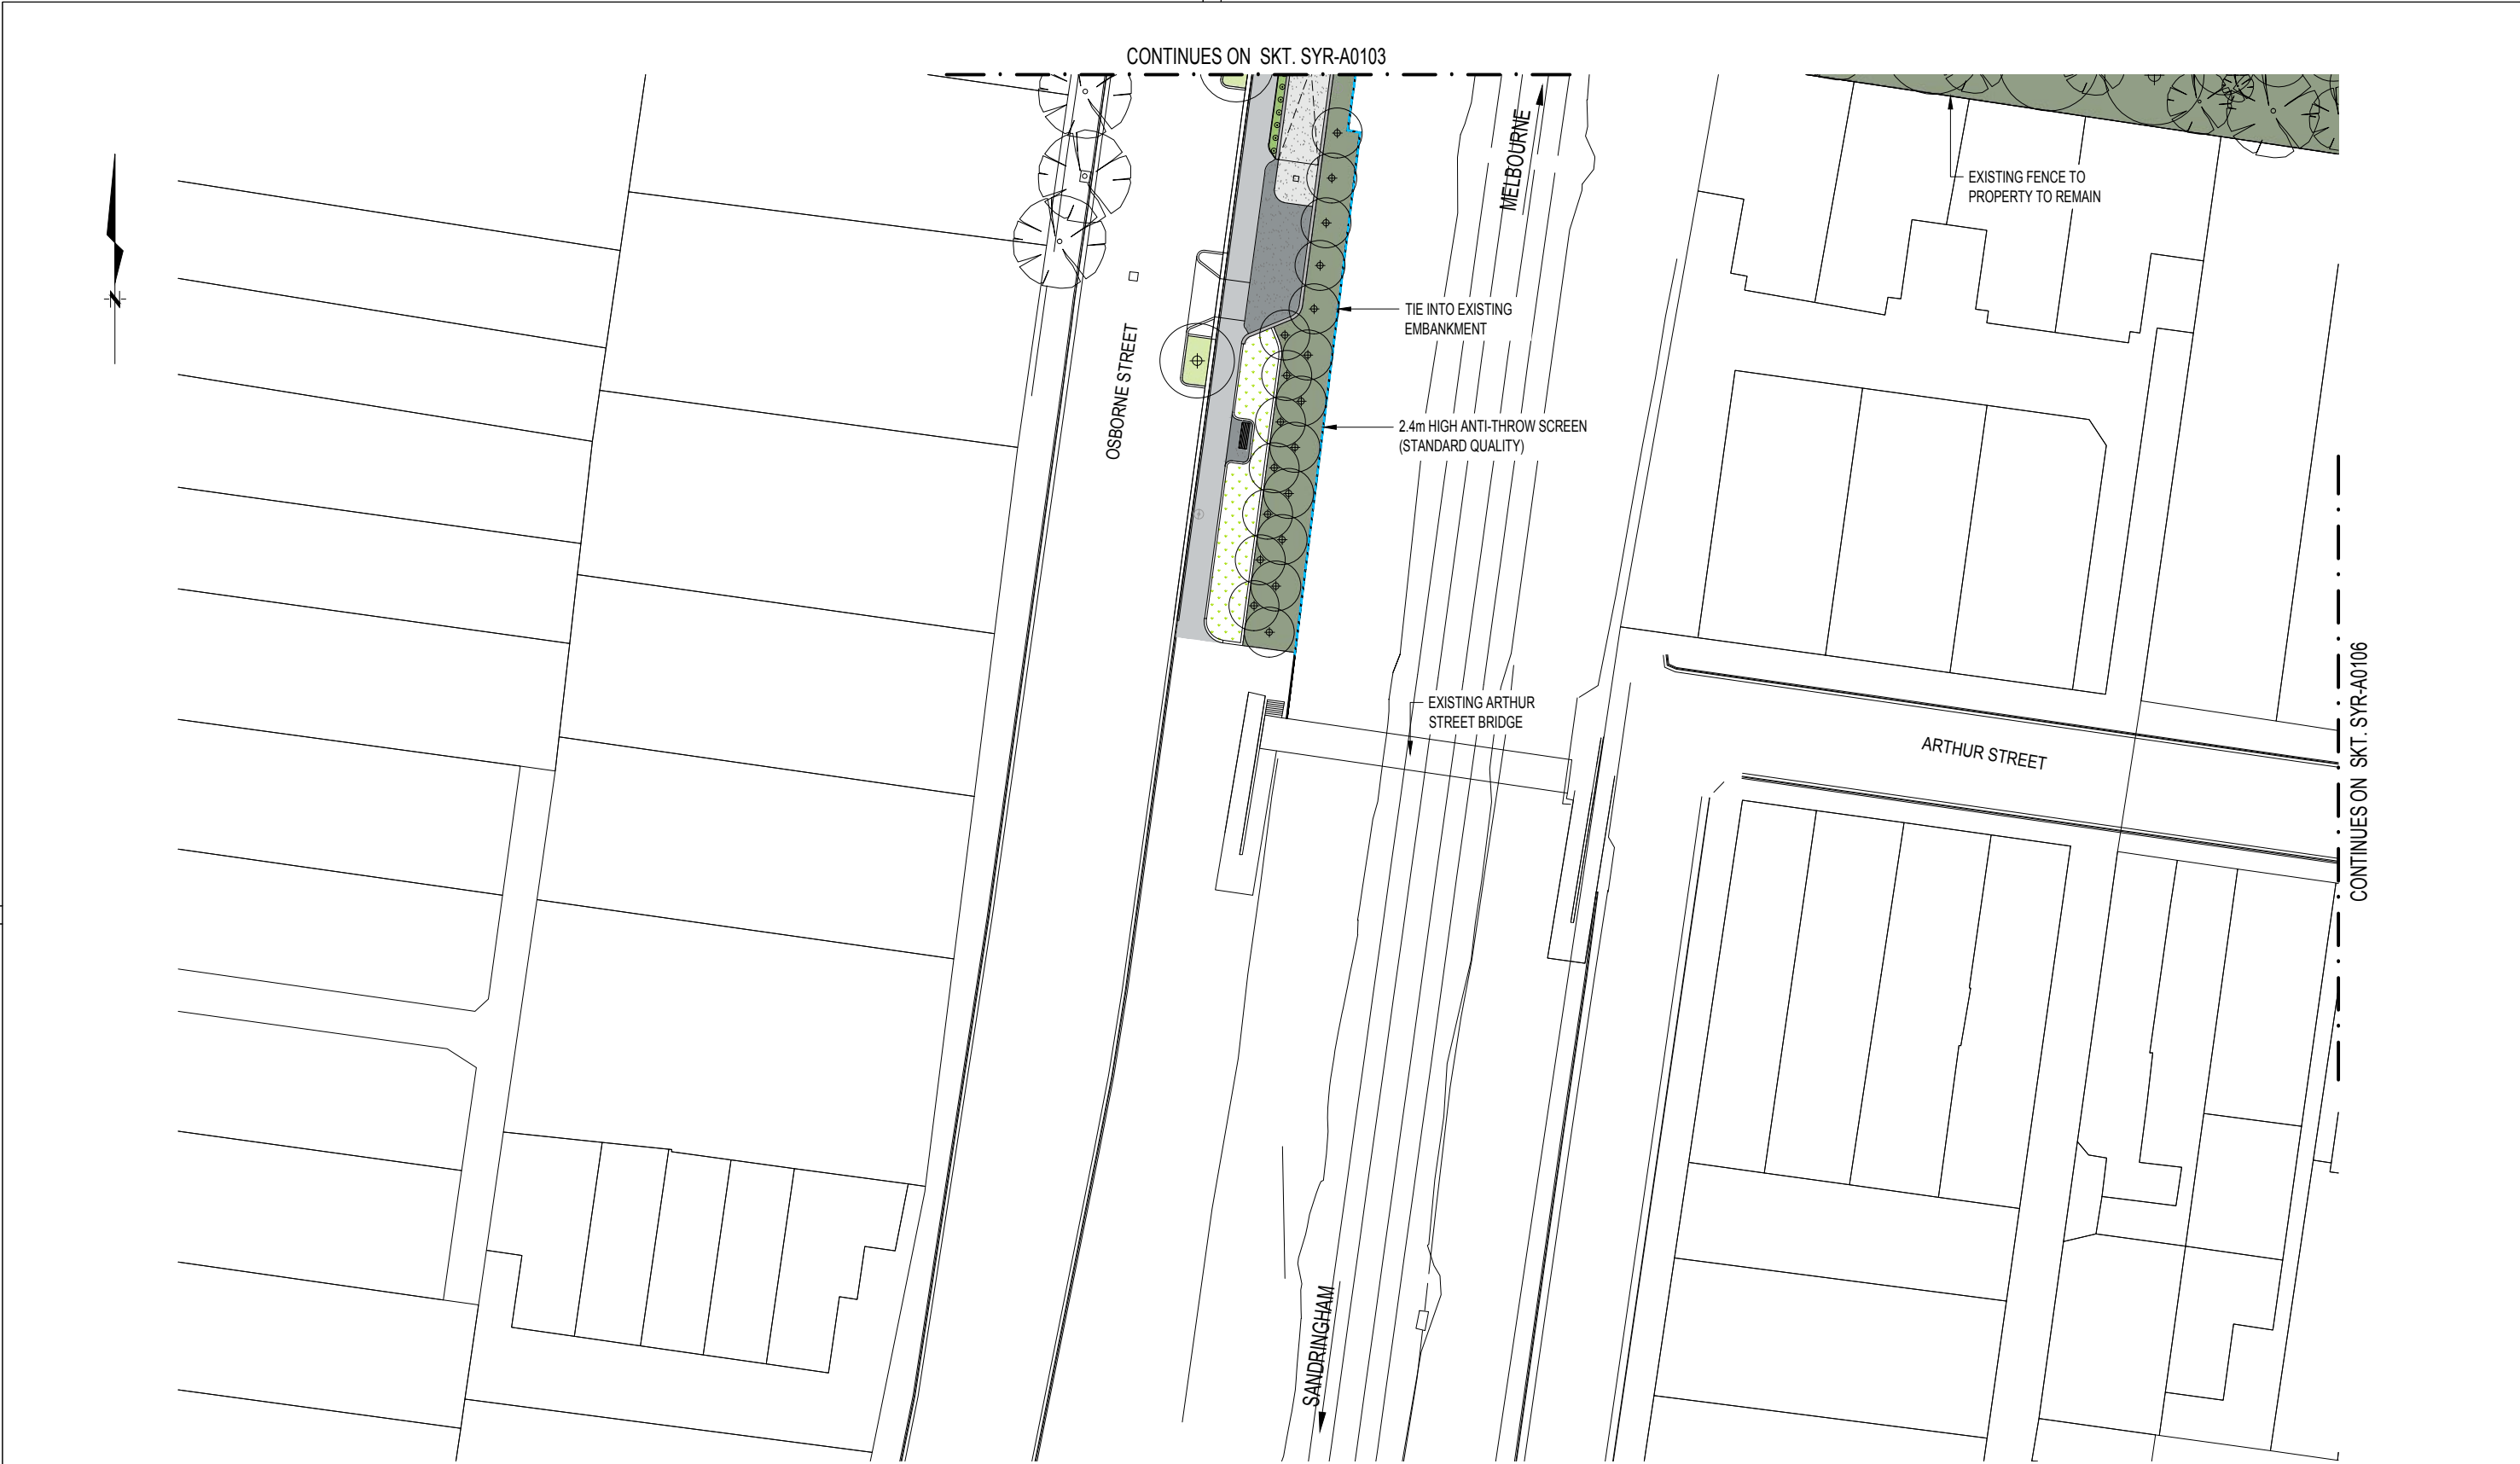 CONTINUES ON SKT. SYR-A0103
MELBOURNE
EXISTING FENCE TO
PROPERTY TO REMAIN
N
TIE INTO EXISTING
EMBANKMENT
OSBORNE STREET
2.4m HIGH ANTI-THROW SCREEN
(STANDARD QUALITY)
EXISTING ARTHUR
STREET BRIDGE
ARTHUR STREET
CONTINUES ON SKT. SYR-A0106
SANDRINGHAM